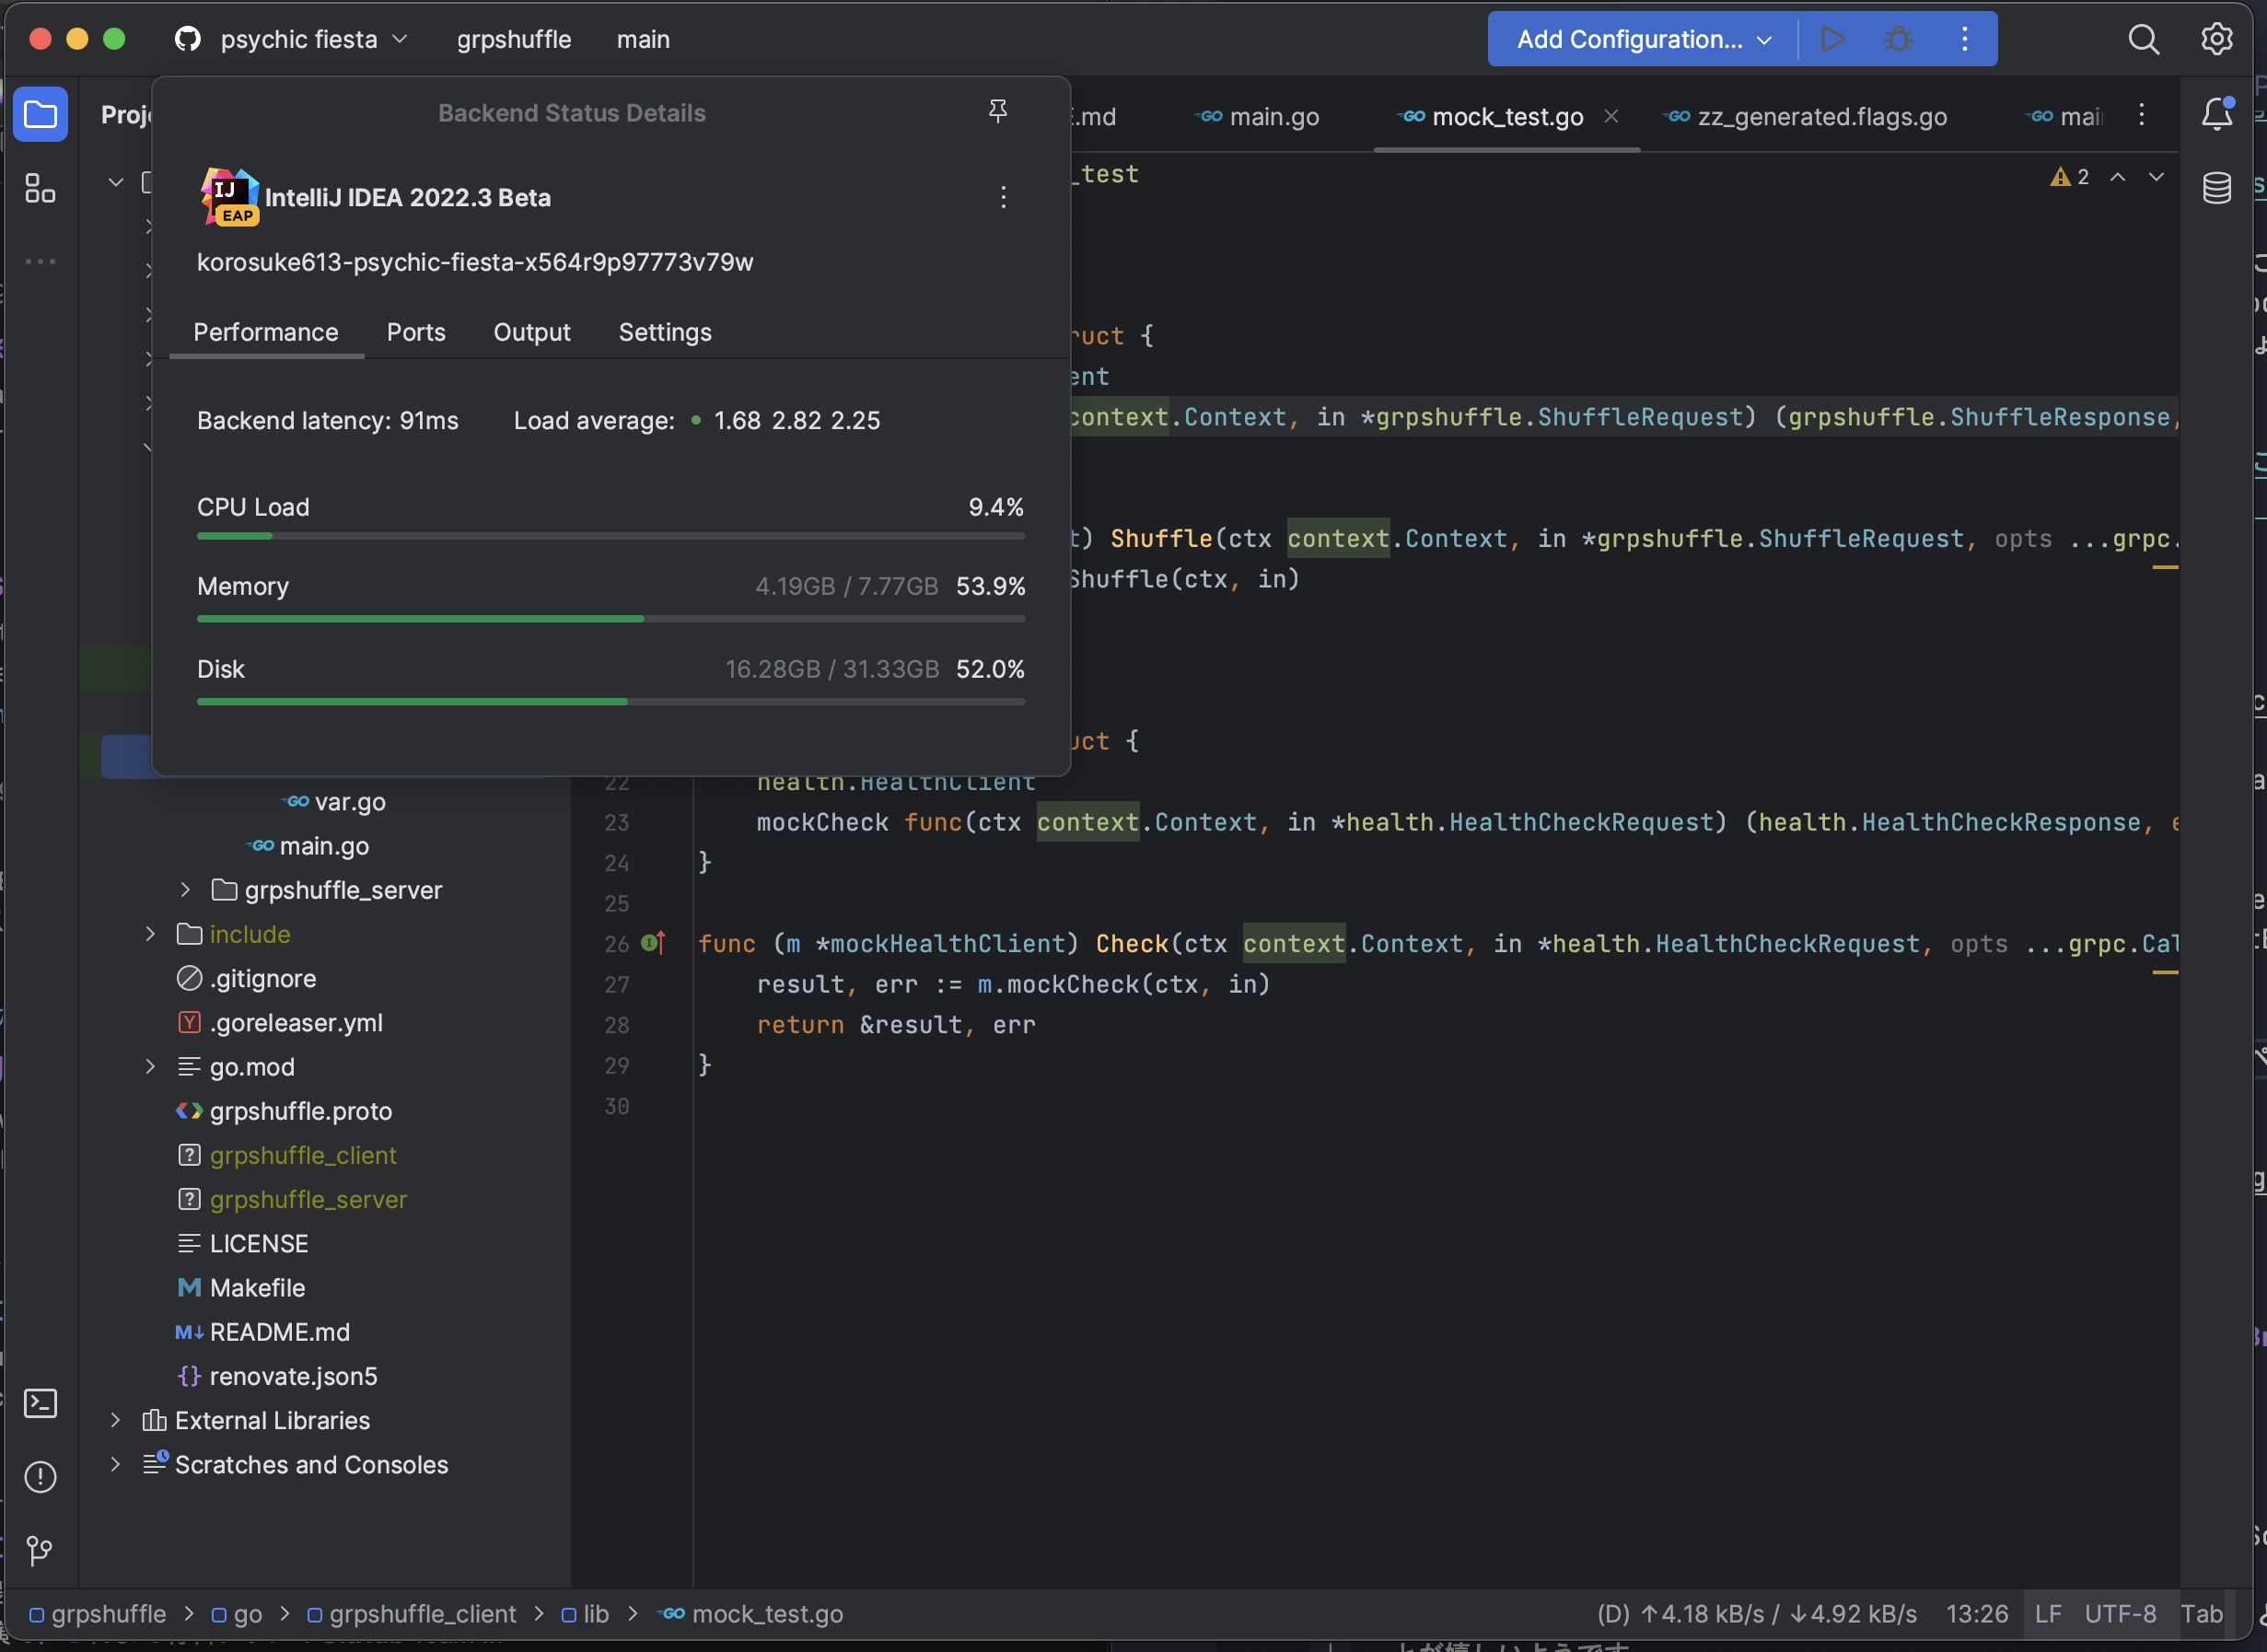 psychic fiesta grpshuffle main Add Configuration...
Backend Status Details
IntelliJ IDEA 2022.3 Beta
IJ
EAP
korosuke613-psychic-fiesta-x564r9p97773v79w
Performance Ports Output Settings
Backend latency: 91ms Load average: 1.68 2.82 2.25
CPU Load 9.4%
Memory 4.19GB / 7.77GB 53.9%
Disk 16.28GB / 31.33GB 52.0%
Proje
.md main.go mock_test.go zz_generated.flags.go mai
var.go
main.go
grpshuffle_server
include
.gitignore
.goreleaser.yml
go.mod
grpshuffle.proto
grpshuffle_client
grpshuffle_server
LICENSE
Makefile
README.md
renovate.json5
External Libraries
Scratches and Consoles
_test
2
ruct {
ent
context.Context, in *grpshuffle.ShuffleRequest) (grpshuffle.ShuffleResponse,
t) Shuffle(ctx context.Context, in *grpshuffle.ShuffleRequest, opts ...grpc.
Shuffle(ctx, in)
uct {
22 health.HealthClient
23 mockCheck func(ctx context.Context, in *health.HealthCheckRequest) (health.HealthCheckResponse, e
24 }
25
26 func (m *mockHealthClient) Check(ctx context.Context, in *health.HealthCheckRequest, opts ...grpc.Cal
27 result, err := m.mockCheck(ctx, in)
28 return &result, err
29 }
30
grpshuffle > go > grpshuffle_client > lib > mock_test.go
(D) ↑4.18 kB/s / ↓4.92 kB/s 13:26 LF UTF-8 Tab